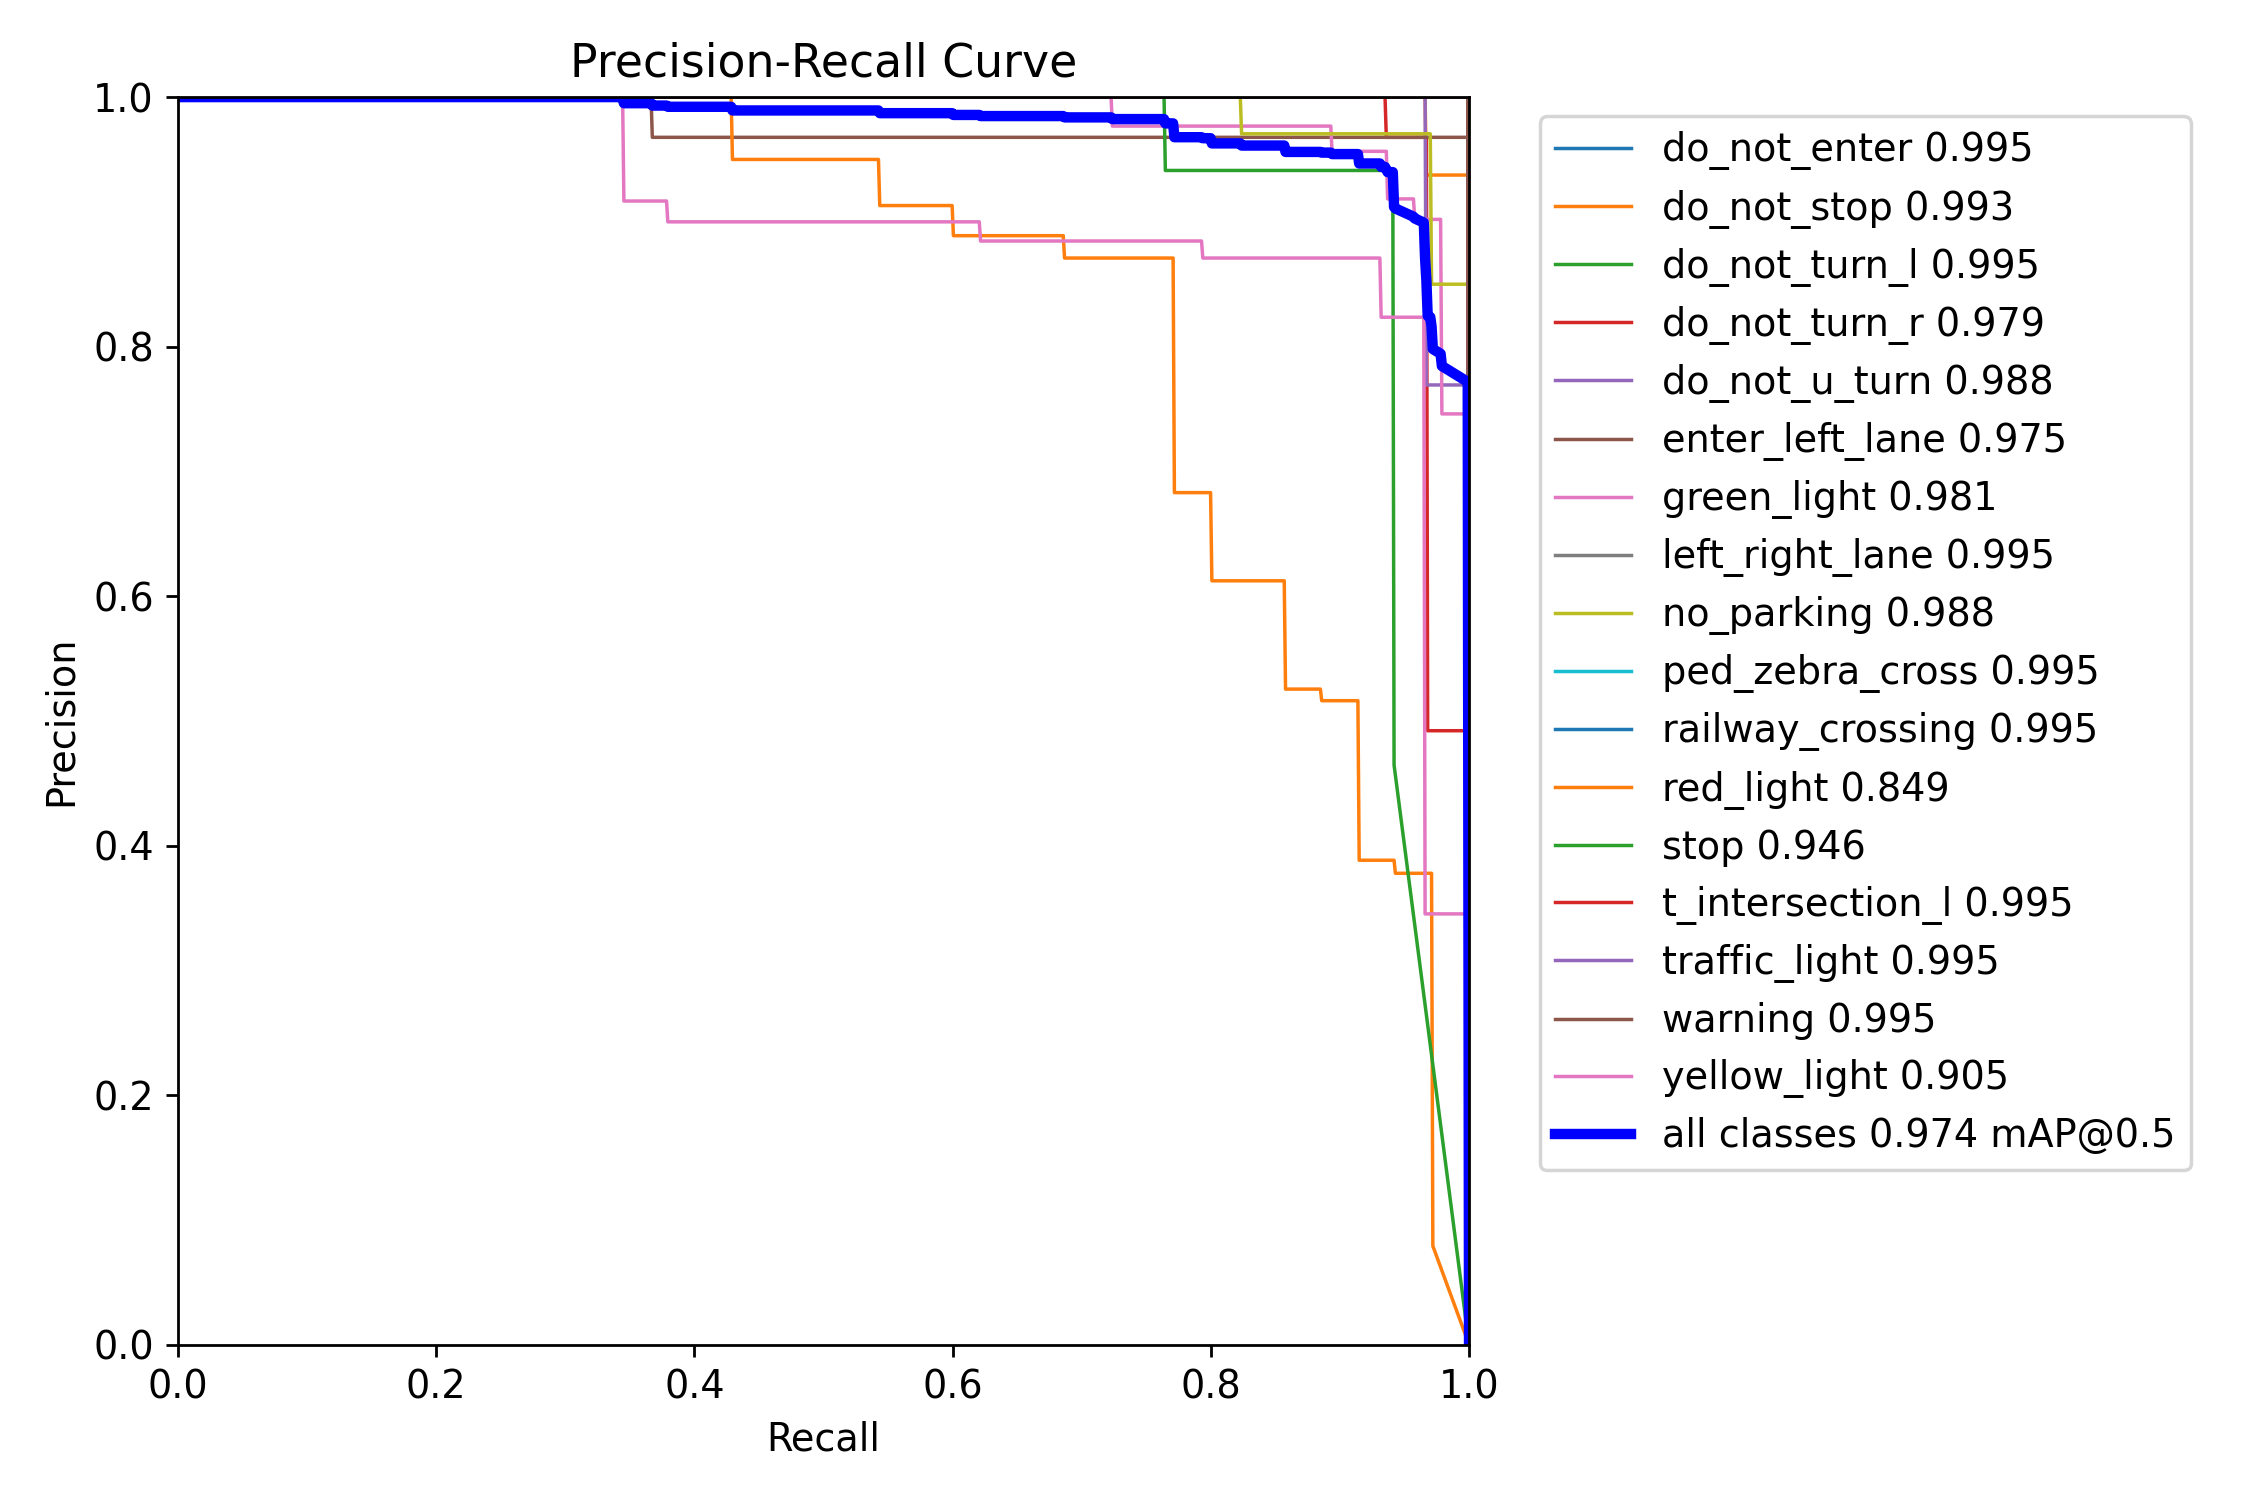 Precision-Recall Curve
1.0
0.8
0.6
0.4
0.2
0.0
Precision
0.0 0.2 0.4 0.6 0.8 1.0
Recall
do_not_enter 0.995
do_not_stop 0.993
do_not_turn_l 0.995
do_not_turn_r 0.979
do_not_u_turn 0.988
enter_left_lane 0.975
green_light 0.981
left_right_lane 0.995
no_parking 0.988
ped_zebra_cross 0.995
railway_crossing 0.995
red_light 0.849
stop 0.946
t_intersection_l 0.995
traffic_light 0.995
warning 0.995
yellow_light 0.905
all classes 0.974 mAP@0.5